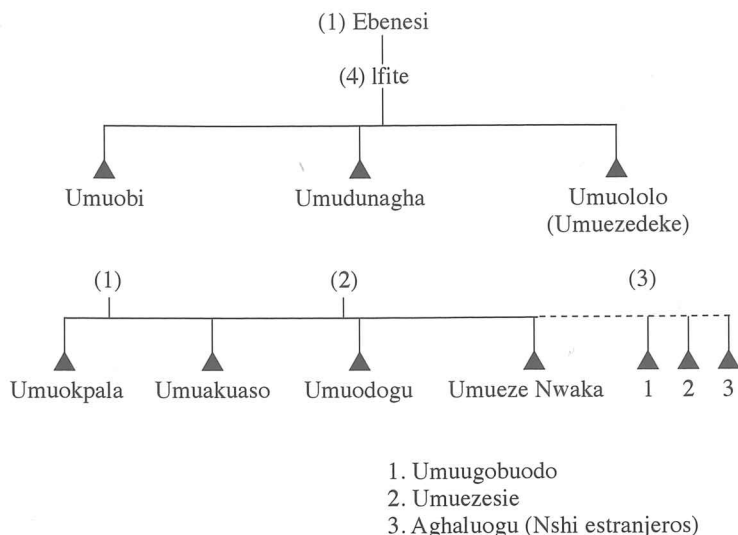 (1) Ebenesi
(4) lfite
Umuobi Umudunagha Umuololo
(Umuezedeke)
(1) (2) (3)
Umuokpala Umuakuaso Umuodogu Umueze Nwaka 1 2 3
1. Umuugobuodo
2. Umuezesie
3. Aghaluogu (Nshi estranjeros)